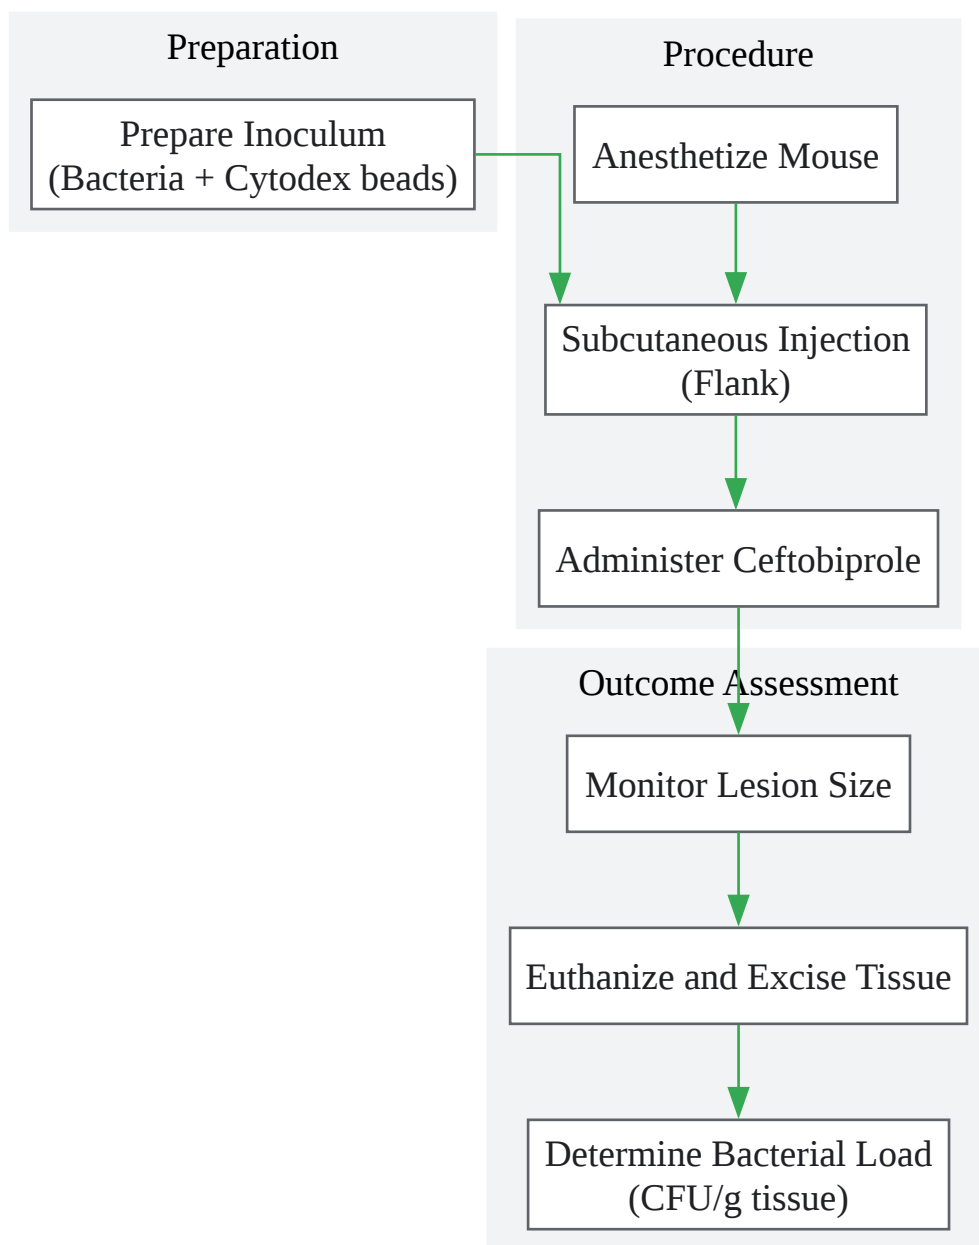 Preparation
Prepare Inoculum
(Bacteria + Cytodex beads)
Procedure
Anesthetize Mouse
Subcutaneous Injection
(Flank)
Administer Ceftobiprole
Outcome Assessment
Monitor Lesion Size
Euthanize and Excise Tissue
Determine Bacterial Load
(CFU/g tissue)